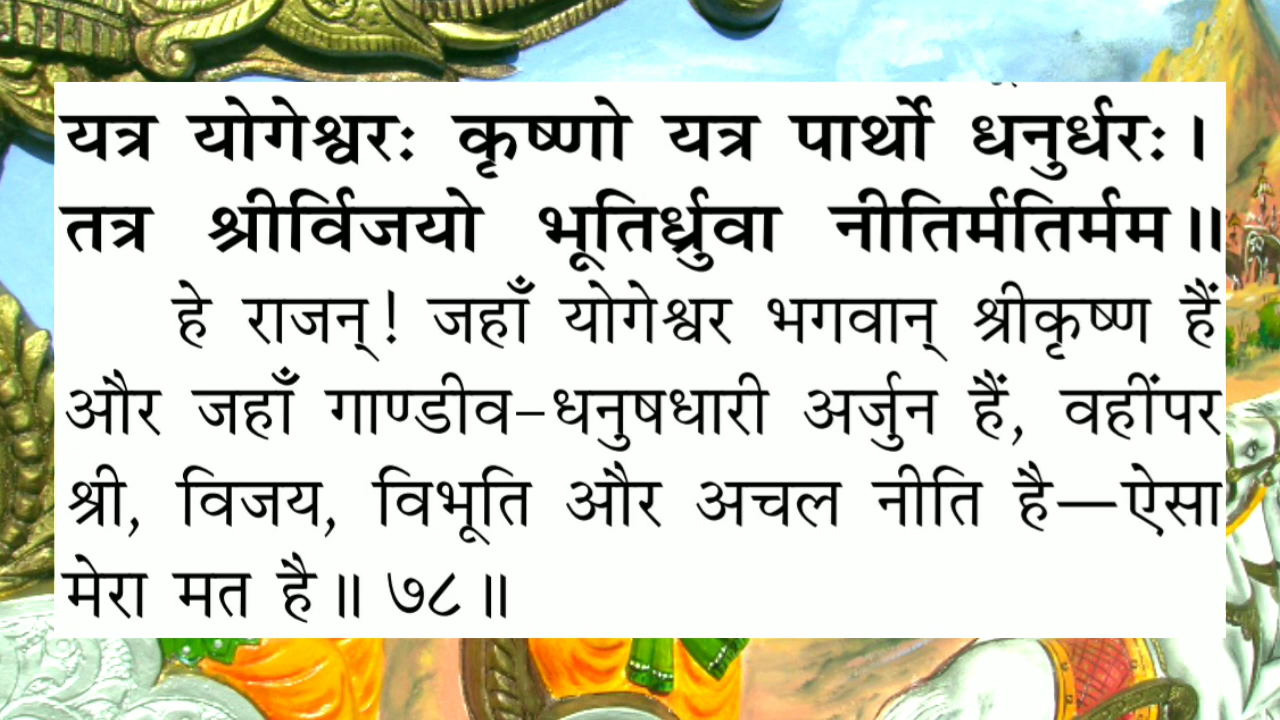 यत्र योगेश्वरः कृष्णो यत्र पार्थो धनुर्धरः।
तत्र श्रीर्विजयो भूतिर्ध्रुवा नीतिर्मतिर्मम॥
हे राजन्! जहाँ योगेश्वर भगवान् श्रीकृष्ण हैं
और जहाँ गाण्डीव-धनुषधारी अर्जुन हैं, वहींपर
श्री, विजय, विभूति और अचल नीति है—ऐसा
मेरा मत है॥ ७८॥